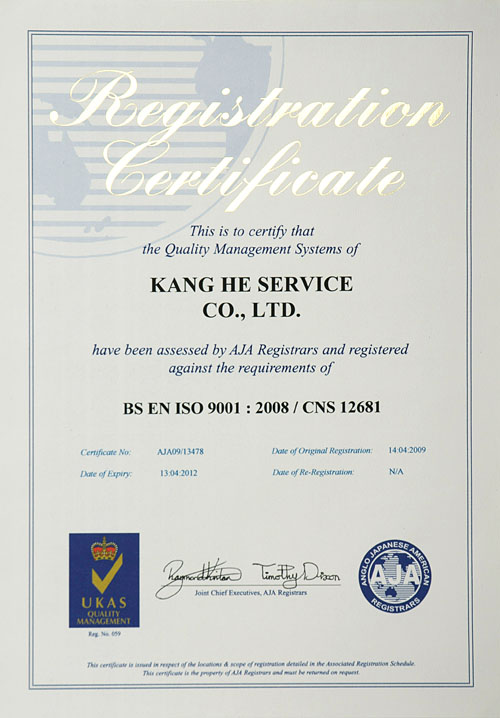 Registration
Certificate
This is to certify that
the Quality Management Systems of
KANG HE SERVICE
CO., LTD.
have been assessed by AJA Registrars and registered
against the requirements of
BS EN ISO 9001 : 2008 / CNS 12681
Certificate No: AJA09/13478 Date of Original Registration: 14:04:2009
Date of Expiry: 13:04:2012 Date of Re-Registration: N/A
UKAS
QUALITY
MANAGEMENT
Reg. No. 059
Timothy Dixon
Joint Chief Executives, AJA Registrars
ANGLO JAPANESE AMERICAN
AJA
REGISTRARS
This certificate is issued in respect of the locations & scope of registration detailed in the Associated Registration Schedule.
This certificate is the property of AJA Registrars and must be returned on request.